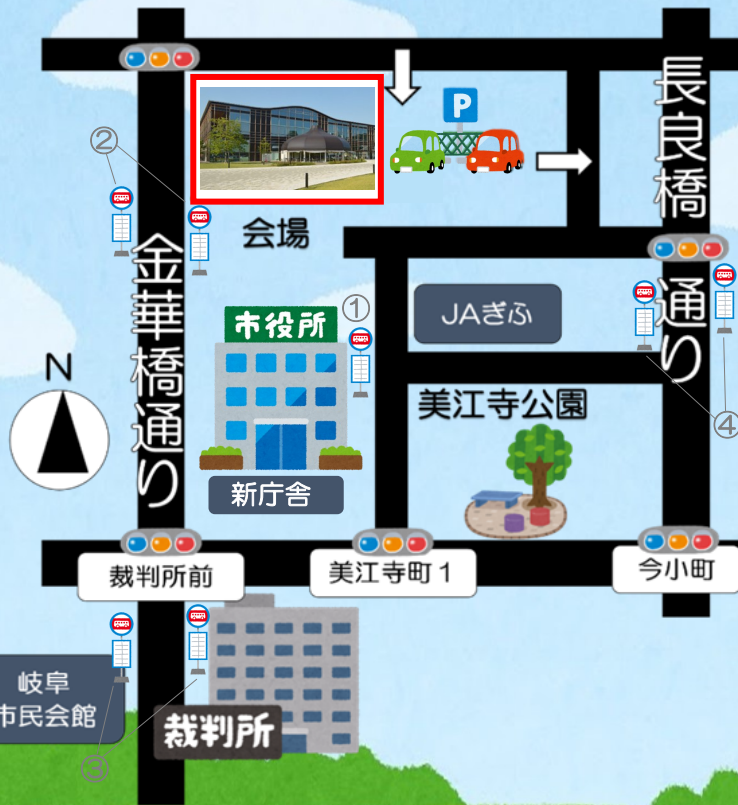 長良橋通り
P
②
会場
金華橋通り
市役所
①
JAぎふ
N
美江寺公園
④
新庁舎
裁判所前
美江寺町1
今小町
岐阜
市民会館
裁判所
③